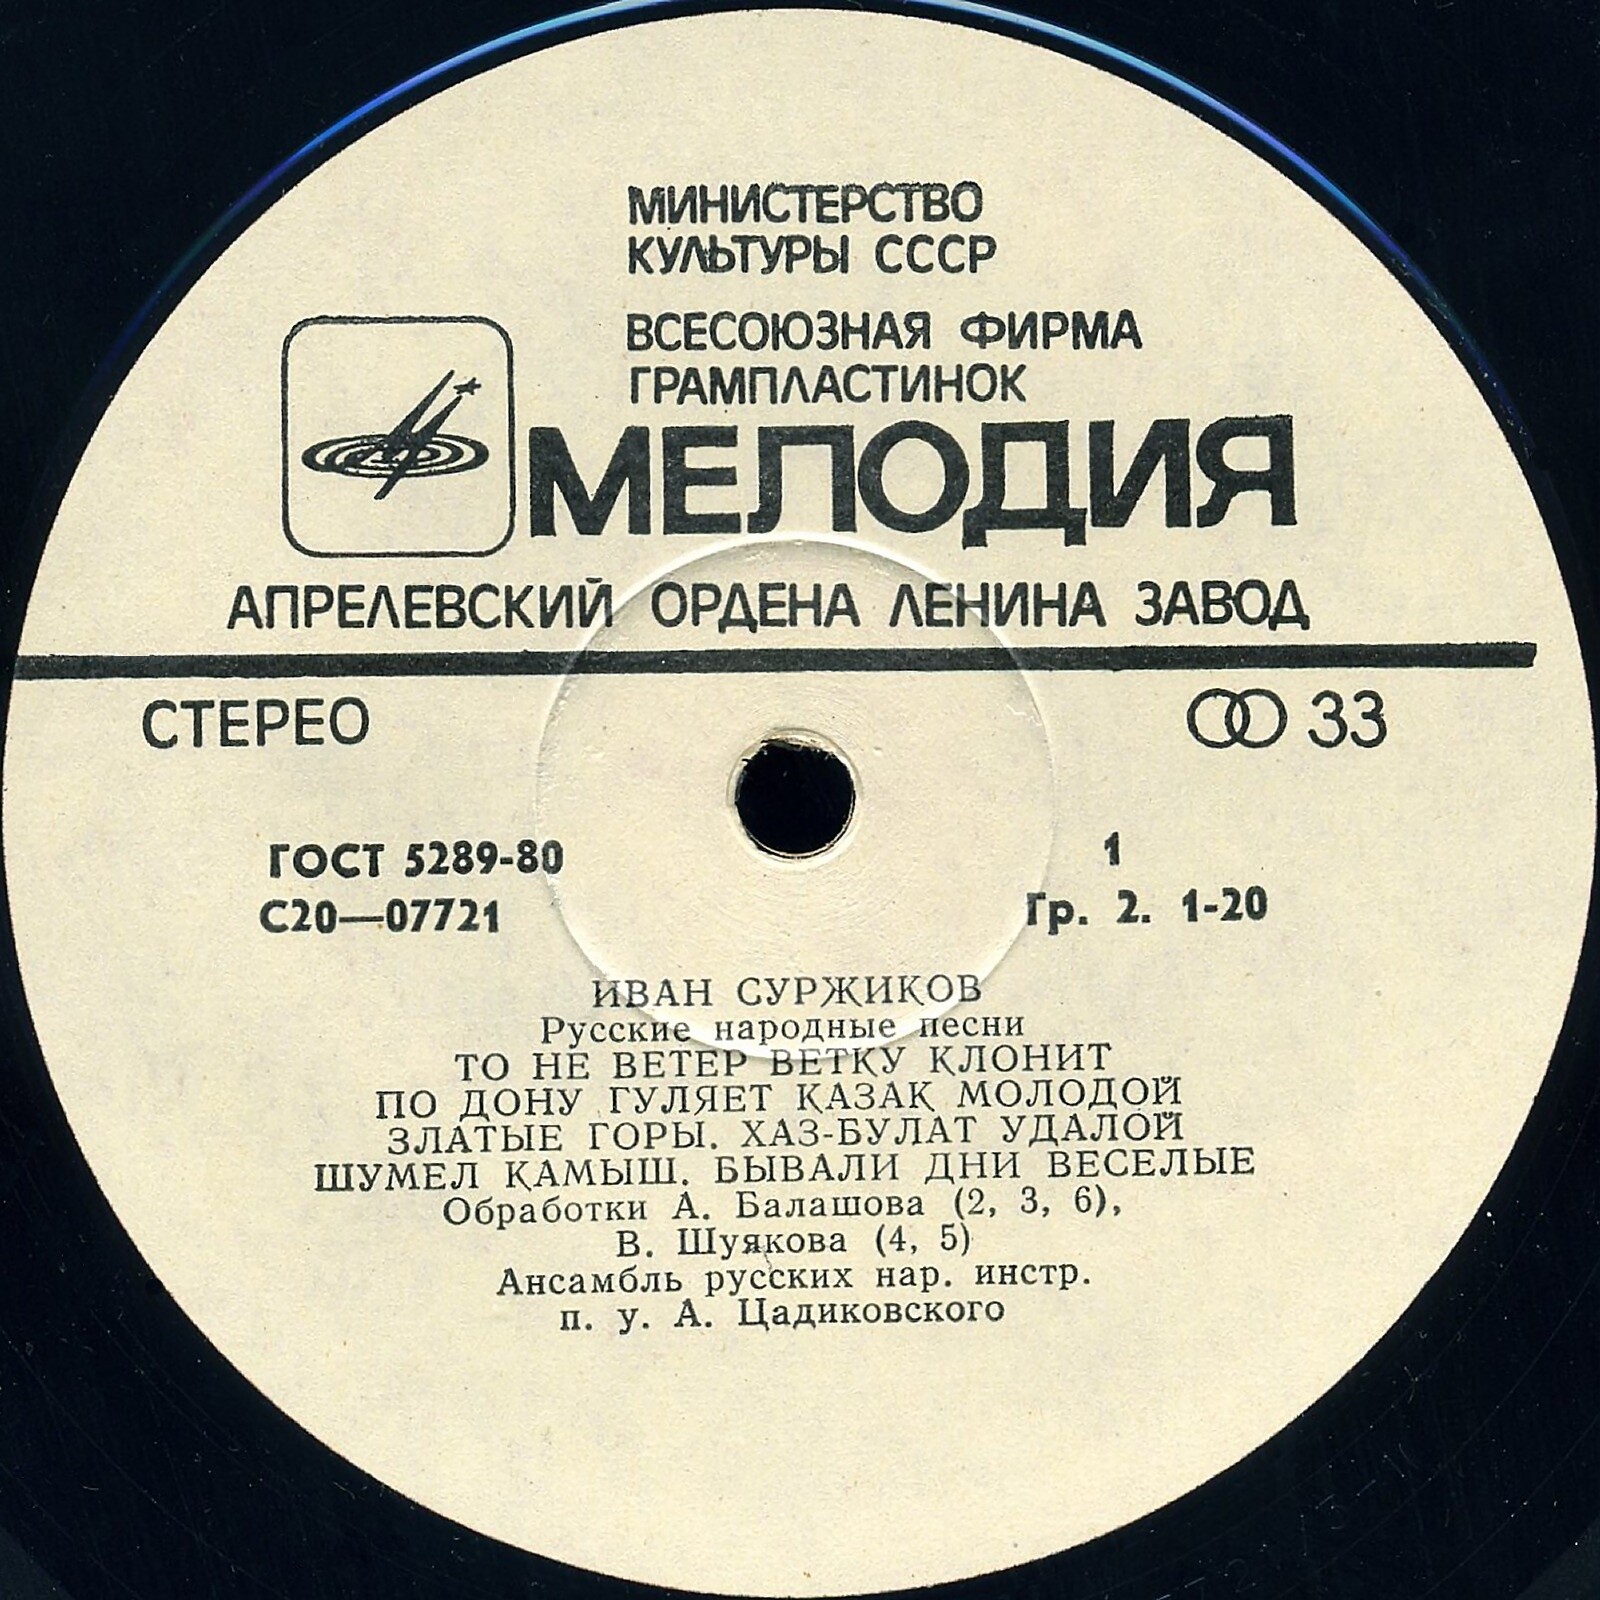 МИНИСТЕРСТВО
КУЛЬТУРЫ СССР
ВСЕСОЮЗНАЯ ФИРМА
ГРАМПЛАСТИНОК
МЕЛОДИЯ
АПРЕЛЕВСКИЙ ОРДЕНА ЛЕНИНА ЗАВОД
СТЕРЕО 33
ГОСТ 5289-80 1
С20—07721 Гр. 2. 1-20
ИВАН СУРЖИКОВ
Русские народные песни
ТО НЕ ВЕТЕР ВЕТКУ КЛОНИТ
ПО ДОНУ ГУЛЯЕТ КАЗАК МОЛОДОЙ
ЗЛАТЫЕ ГОРЫ. ХАЗ-БУЛАТ УДАЛОЙ
ШУМЕЛ КАМЫШ. БЫВАЛИ ДНИ ВЕСЕЛЫЕ
Обработки А. Балашова (2, 3, 6),
В. Шуякова (4, 5)
Ансамбль русских нар. инстр.
п. у. А. Цадиковского